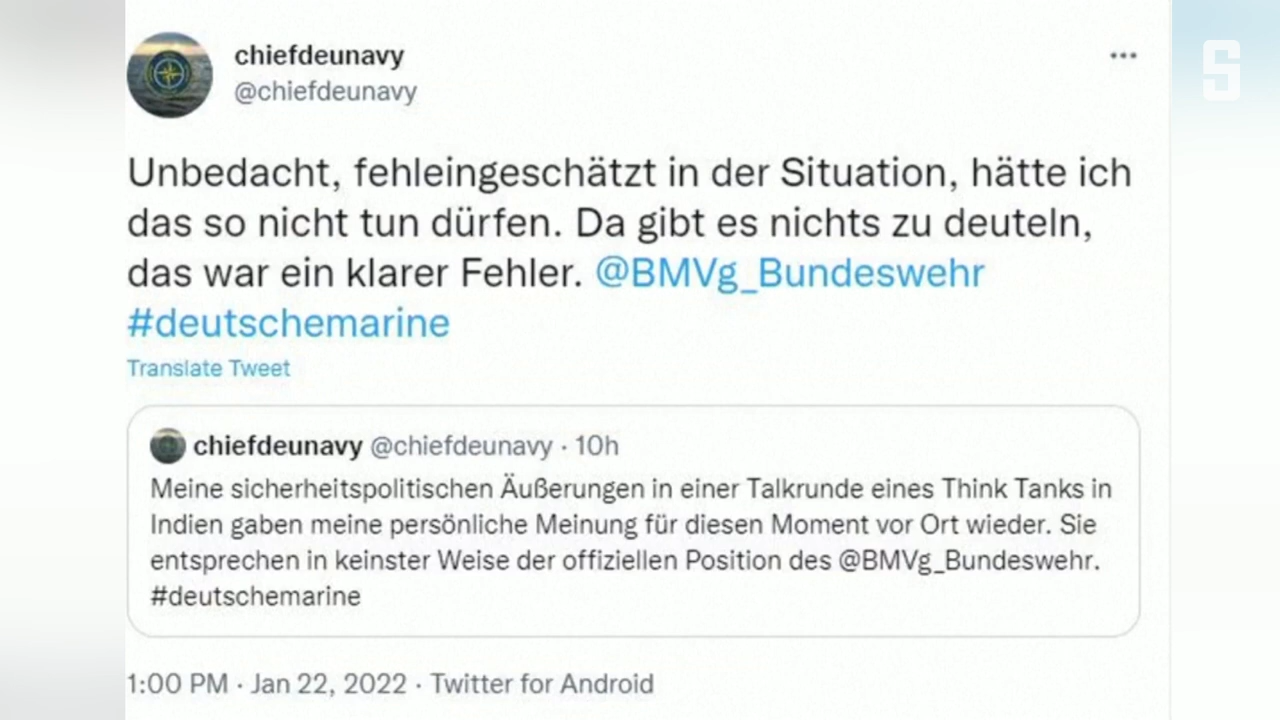 chiefdeunavy
@chiefdeunavy
Unbedacht, fehleingeschätzt in der Situation, hätte ich
das so nicht tun dürfen. Da gibt es nichts zu deuteln,
das war ein klarer Fehler. @BMVg_Bundeswehr
#deutschemarine
Translate Tweet
chiefdeunavy @chiefdeunavy · 10h
Meine sicherheitspolitischen Äußerungen in einer Talkrunde eines Think Tanks in
Indien gaben meine persönliche Meinung für diesen Moment vor Ort wieder. Sie
entsprechen in keinster Weise der offiziellen Position des @BMVg_Bundeswehr.
#deutschemarine
1:00 PM · Jan 22, 2022 · Twitter for Android
S